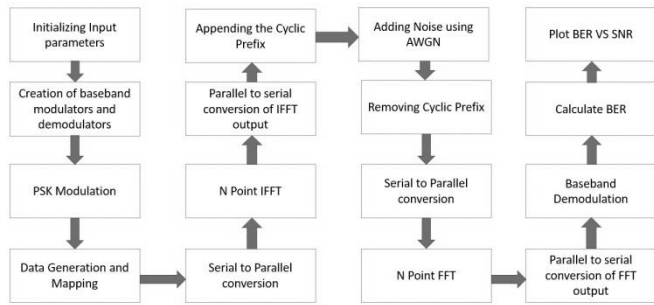 Initializing Input
parameters
Creation of baseband
modulators and
demodulators
PSK Modulation
Data Generation and
Mapping
Serial to Parallel
conversion
N Point IFFT
Parallel to serial
conversion of IFFT
output
Appending the Cyclic
Prefix
Adding Noise using
AWGN
Removing Cyclic Prefix
Serial to Parallel
conversion
N Point FFT
Parallel to serial
conversion of FFT
output
Baseband
Demodulation
Calculate BER
Plot BER VS SNR